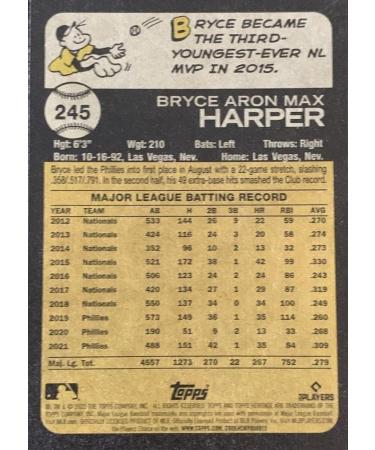 BRYCE BECAME
THE THIRD-
YOUNGEST-EVER NL
MVP IN 2015.
245
BRYCE ARON MAX
HARPER
Hgt: 6'3" Wgt: 210 Bats: Left Throws: Right
Born: 10-16-92, Las Vegas, Nev. Home: Las Vegas, Nev.
Bryce led the Phillies into first place in August with a 22-game stretch, slashing
.358/.517/.791. In the second half, his 49 extra-base hits smashed the Club record.
MAJOR LEAGUE BATTING RECORD
YEAR TEAM AB H 2B 3B HR RBI AVG
2012 Nationals 533 144 26 9 22 59 .270
2013 Nationals 424 116 24 3 20 58 .274
2014 Nationals 352 96 10 2 13 32 .273
2015 Nationals 521 172 38 1 42 99 .330
2016 Nationals 506 123 24 2 24 86 .243
2017 Nationals 420 134 27 1 29 87 .319
2018 Nationals 550 137 34 0 34 100 .249
2019 Phillies 573 149 36 1 35 114 .260
2020 Phillies 190 51 9 2 13 33 .268
2021 Phillies 488 151 42 1 35 84 .309
Maj. Lg. Tot. 4557 1273 270 22 267 752 .279
Topps
MLB PLAYERS